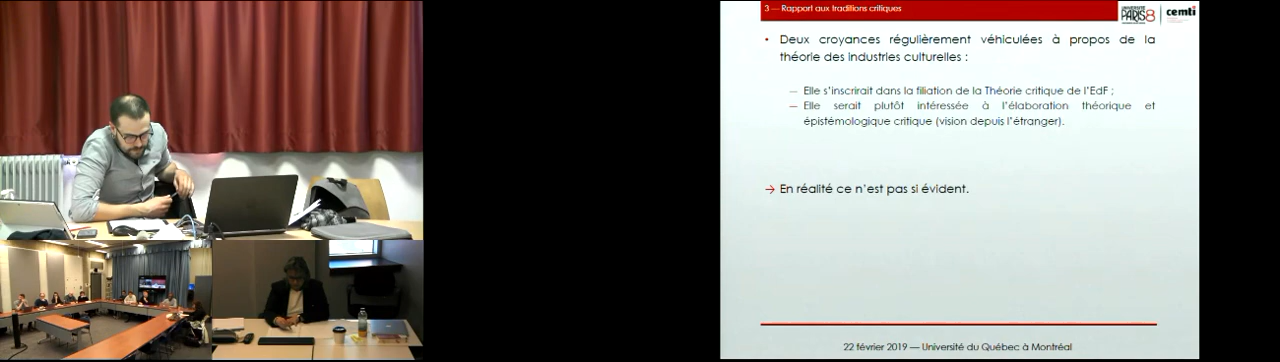 3 — Rapport aux traditions critiques
UNIVERSITÉ
PARIS8
cemti
• Deux croyances régulièrement véhiculées à propos de la
théorie des industries culturelles :
— Elle s'inscrirait dans la filiation de la Théorie critique de l'EdF ;
— Elle serait plutôt intéressée à l'élaboration théorique et
épistémologique critique (vision depuis l'étranger).
→ En réalité ce n'est pas si évident.
22 février 2019 — Université du Québec à Montréal